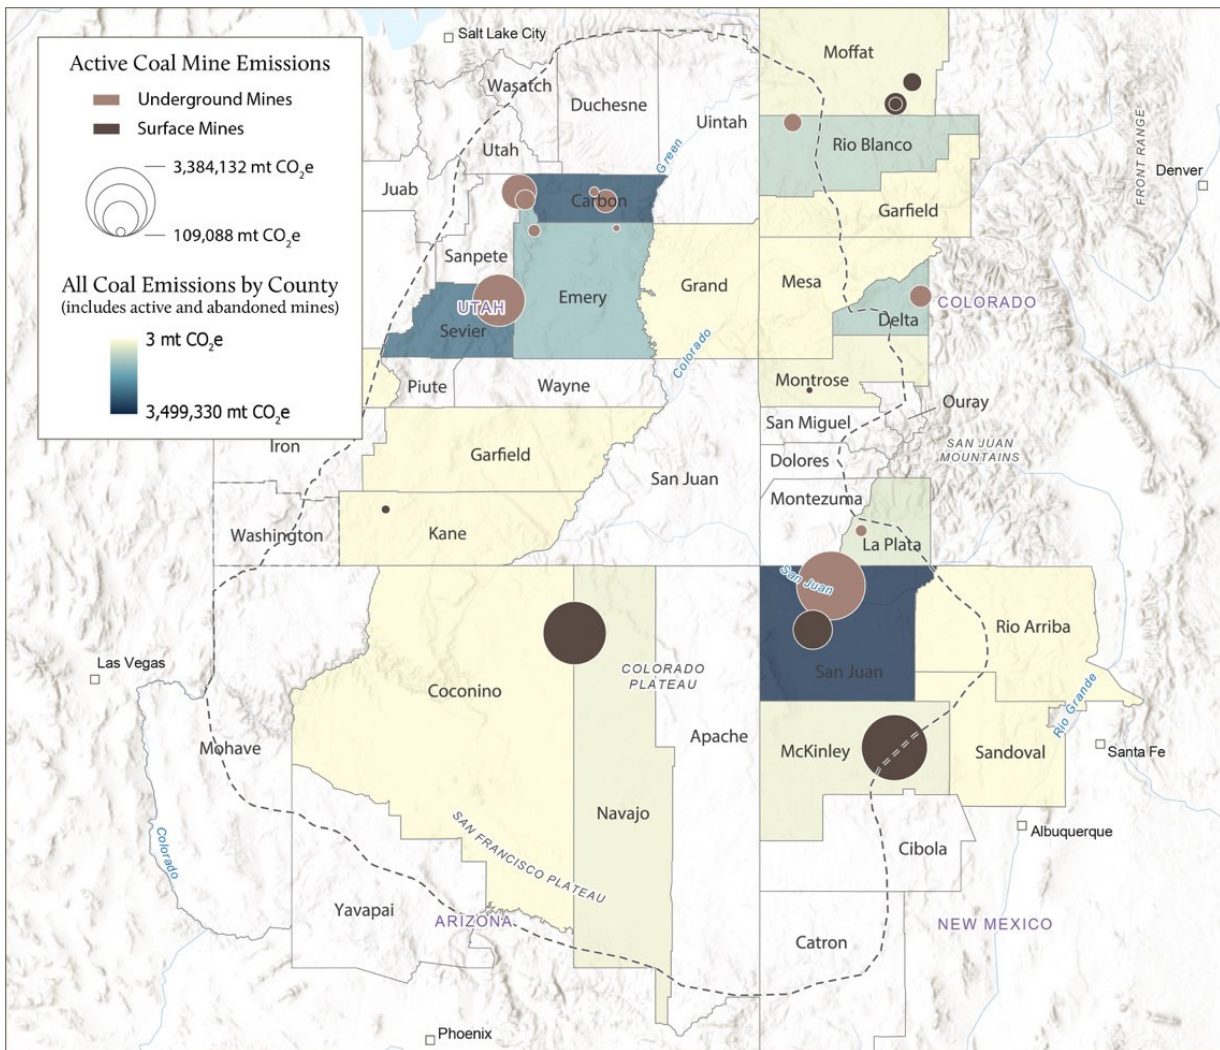 Active Coal Mine Emissions
Underground Mines
Surface Mines
3,384,132 mt CO₂e
109,088 mt CO₂e
All Coal Emissions by County
(includes active and abandoned mines)
3 mt CO₂e
3,499,330 mt CO₂e
Salt Lake City
Wasatch
Duchesne
Uintah
Moffat
Green
Utah
Rio Blanco
FRONT RANGE
Denver
Juab
Carbon
Garfield
Sanpete
Emery
Grand
Mesa
UTAH
COLORADO
Sevier
Delta
Colorado
Piute
Wayne
Montrose
Ouray
San Miguel
Iron
Garfield
San Juan
Dolores
SAN JUAN
MOUNTAINS
Montezuma
Washington
Kane
La Plata
San Juan
Rio Arriba
Las Vegas
Coconino
COLORADO
PLATEAU
San Juan
Rio Grande
Mohave
Apache
McKinley
Sandoval
Santa Fe
Navajo
Colorado
SAN FRANCISCO PLATEAU
Albuquerque
Cibola
Yavapai
ARIZONA
NEW MEXICO
Catron
Phoenix